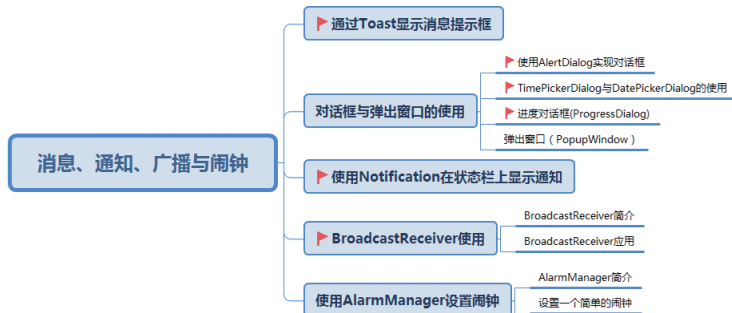 通过Toast显示消息提示框
使用AlertDialog实现对话框
TimePickerDialog与DatePickerDialog的使用
对话框与弹出窗口的使用
进度对话框(ProgressDialog)
弹出窗口（PopupWindow）
消息、通知、广播与闹钟
使用Notification在状态栏上显示通知
BroadcastReceiver简介
BroadcastReceiver使用
BroadcastReceiver应用
AlarmManager简介
使用AlarmManager设置闹钟
设置一个简单的闹钟